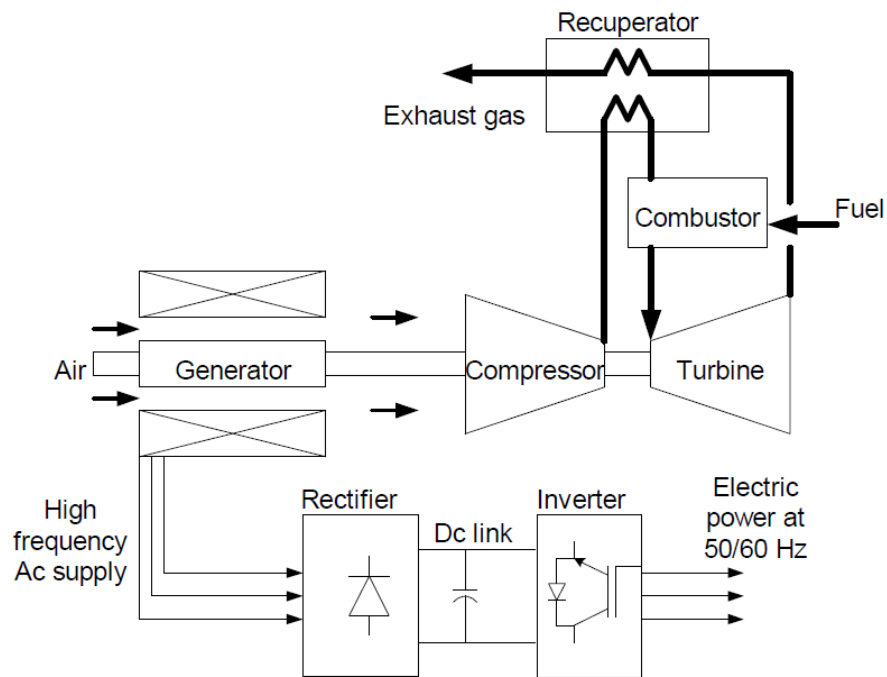 Recuperator
Exhaust gas
Combustor
Fuel
Air
Generator
Compressor
Turbine
High
frequency
Ac supply
Rectifier
Dc link
Inverter
Electric
power at
50/60 Hz